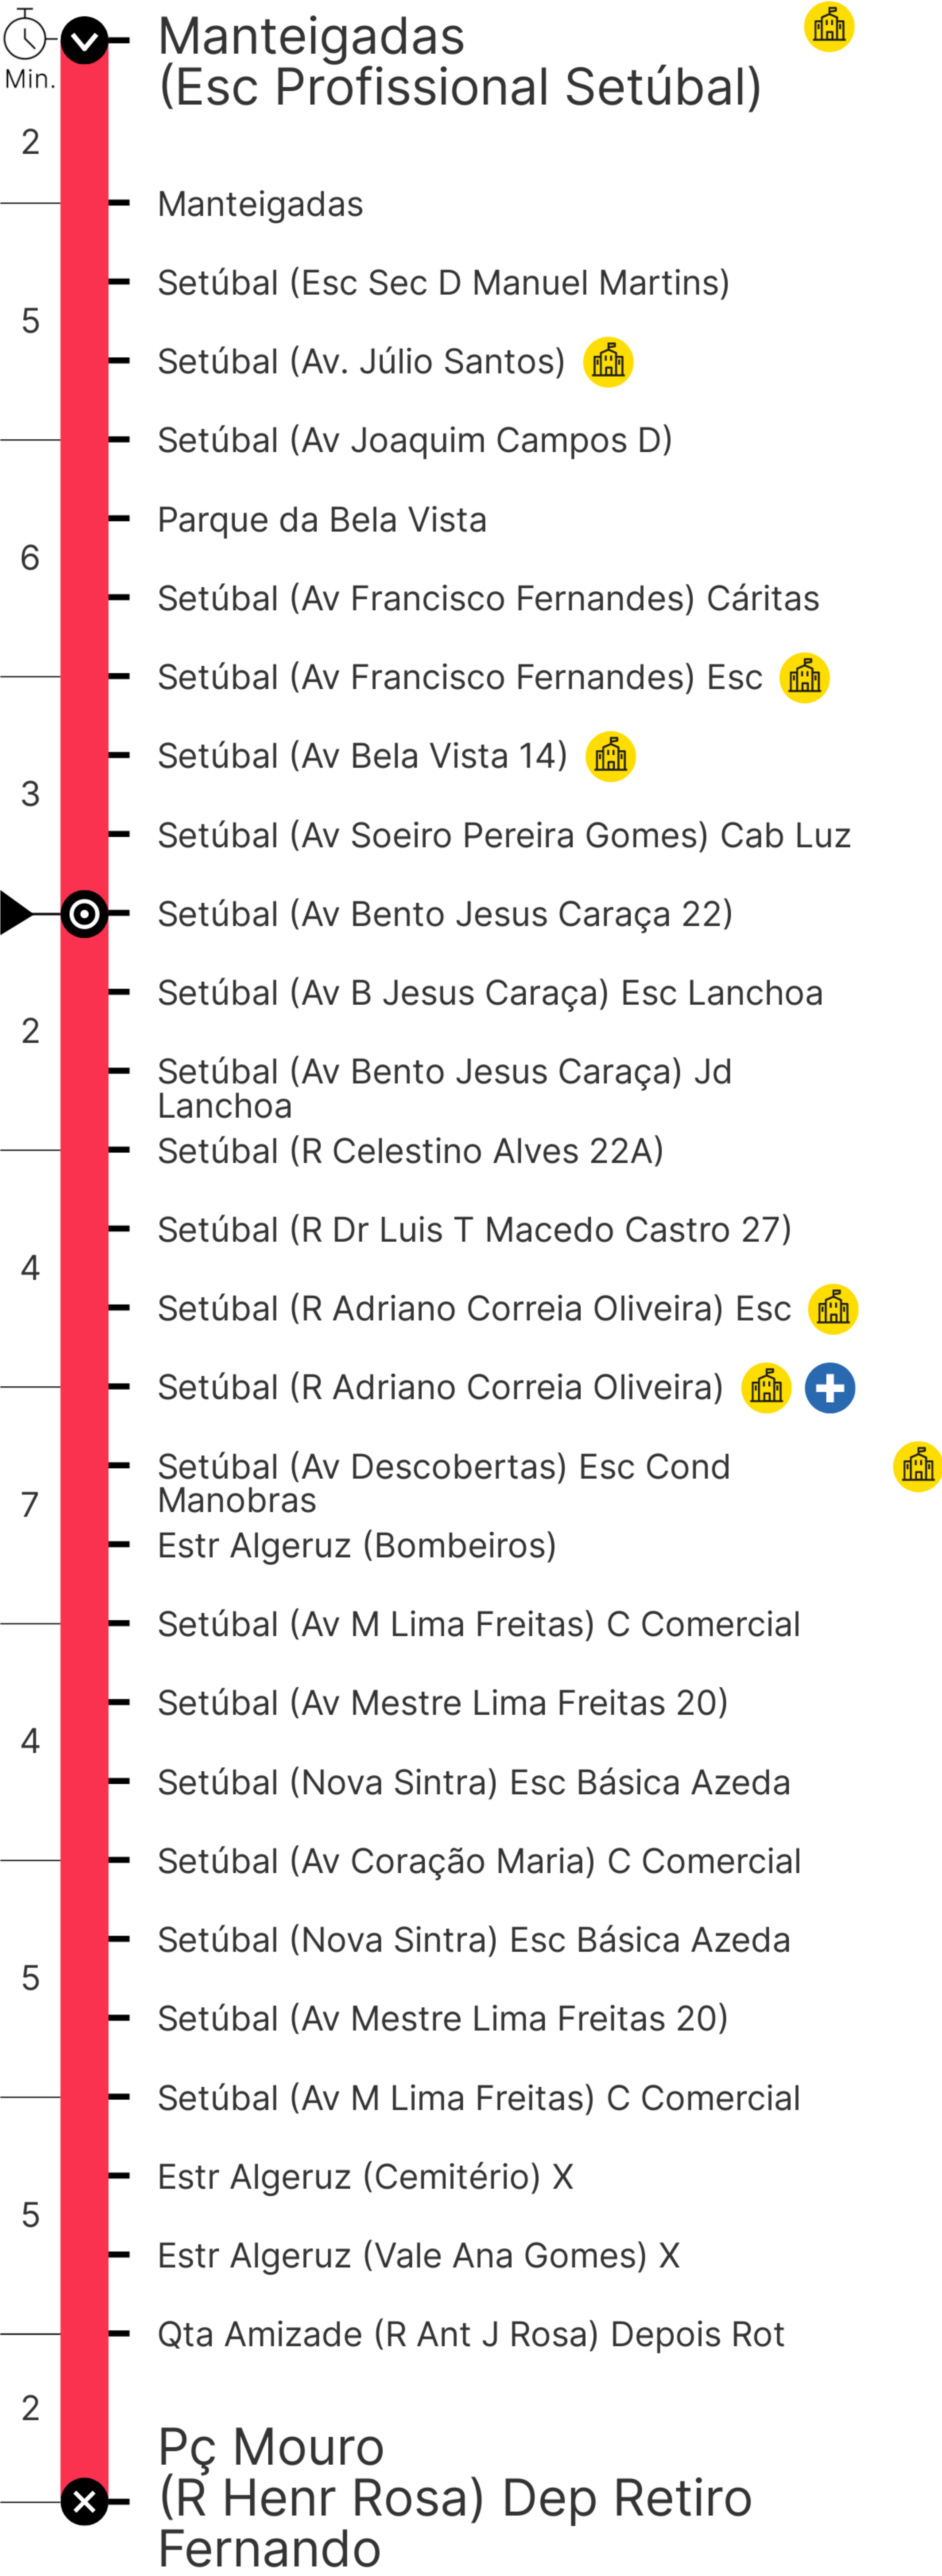 Manteigadas
(Esc Profissional Setúbal)
Min.
2
Manteigadas
Setúbal (Esc Sec D Manuel Martins)
5
Setúbal (Av. Júlio Santos)
Setúbal (Av Joaquim Campos D)
Parque da Bela Vista
6
Setúbal (Av Francisco Fernandes) Cáritas
Setúbal (Av Francisco Fernandes) Esc
Setúbal (Av Bela Vista 14)
3
Setúbal (Av Soeiro Pereira Gomes) Cab Luz
Setúbal (Av Bento Jesus Caraça 22)
Setúbal (Av B Jesus Caraça) Esc Lanchoa
2
Setúbal (Av Bento Jesus Caraça) Jd
Lanchoa
Setúbal (R Celestino Alves 22A)
Setúbal (R Dr Luis T Macedo Castro 27)
4
Setúbal (R Adriano Correia Oliveira) Esc
Setúbal (R Adriano Correia Oliveira)
Setúbal (Av Descobertas) Esc Cond
Manobras
7
Estr Algeruz (Bombeiros)
Setúbal (Av M Lima Freitas) C Comercial
Setúbal (Av Mestre Lima Freitas 20)
4
Setúbal (Nova Sintra) Esc Básica Azeda
Setúbal (Av Coração Maria) C Comercial
Setúbal (Nova Sintra) Esc Básica Azeda
5
Setúbal (Av Mestre Lima Freitas 20)
Setúbal (Av M Lima Freitas) C Comercial
Estr Algeruz (Cemitério) X
5
Estr Algeruz (Vale Ana Gomes) X
Qta Amizade (R Ant J Rosa) Depois Rot
2
Pç Mouro
(R Henr Rosa) Dep Retiro
Fernando